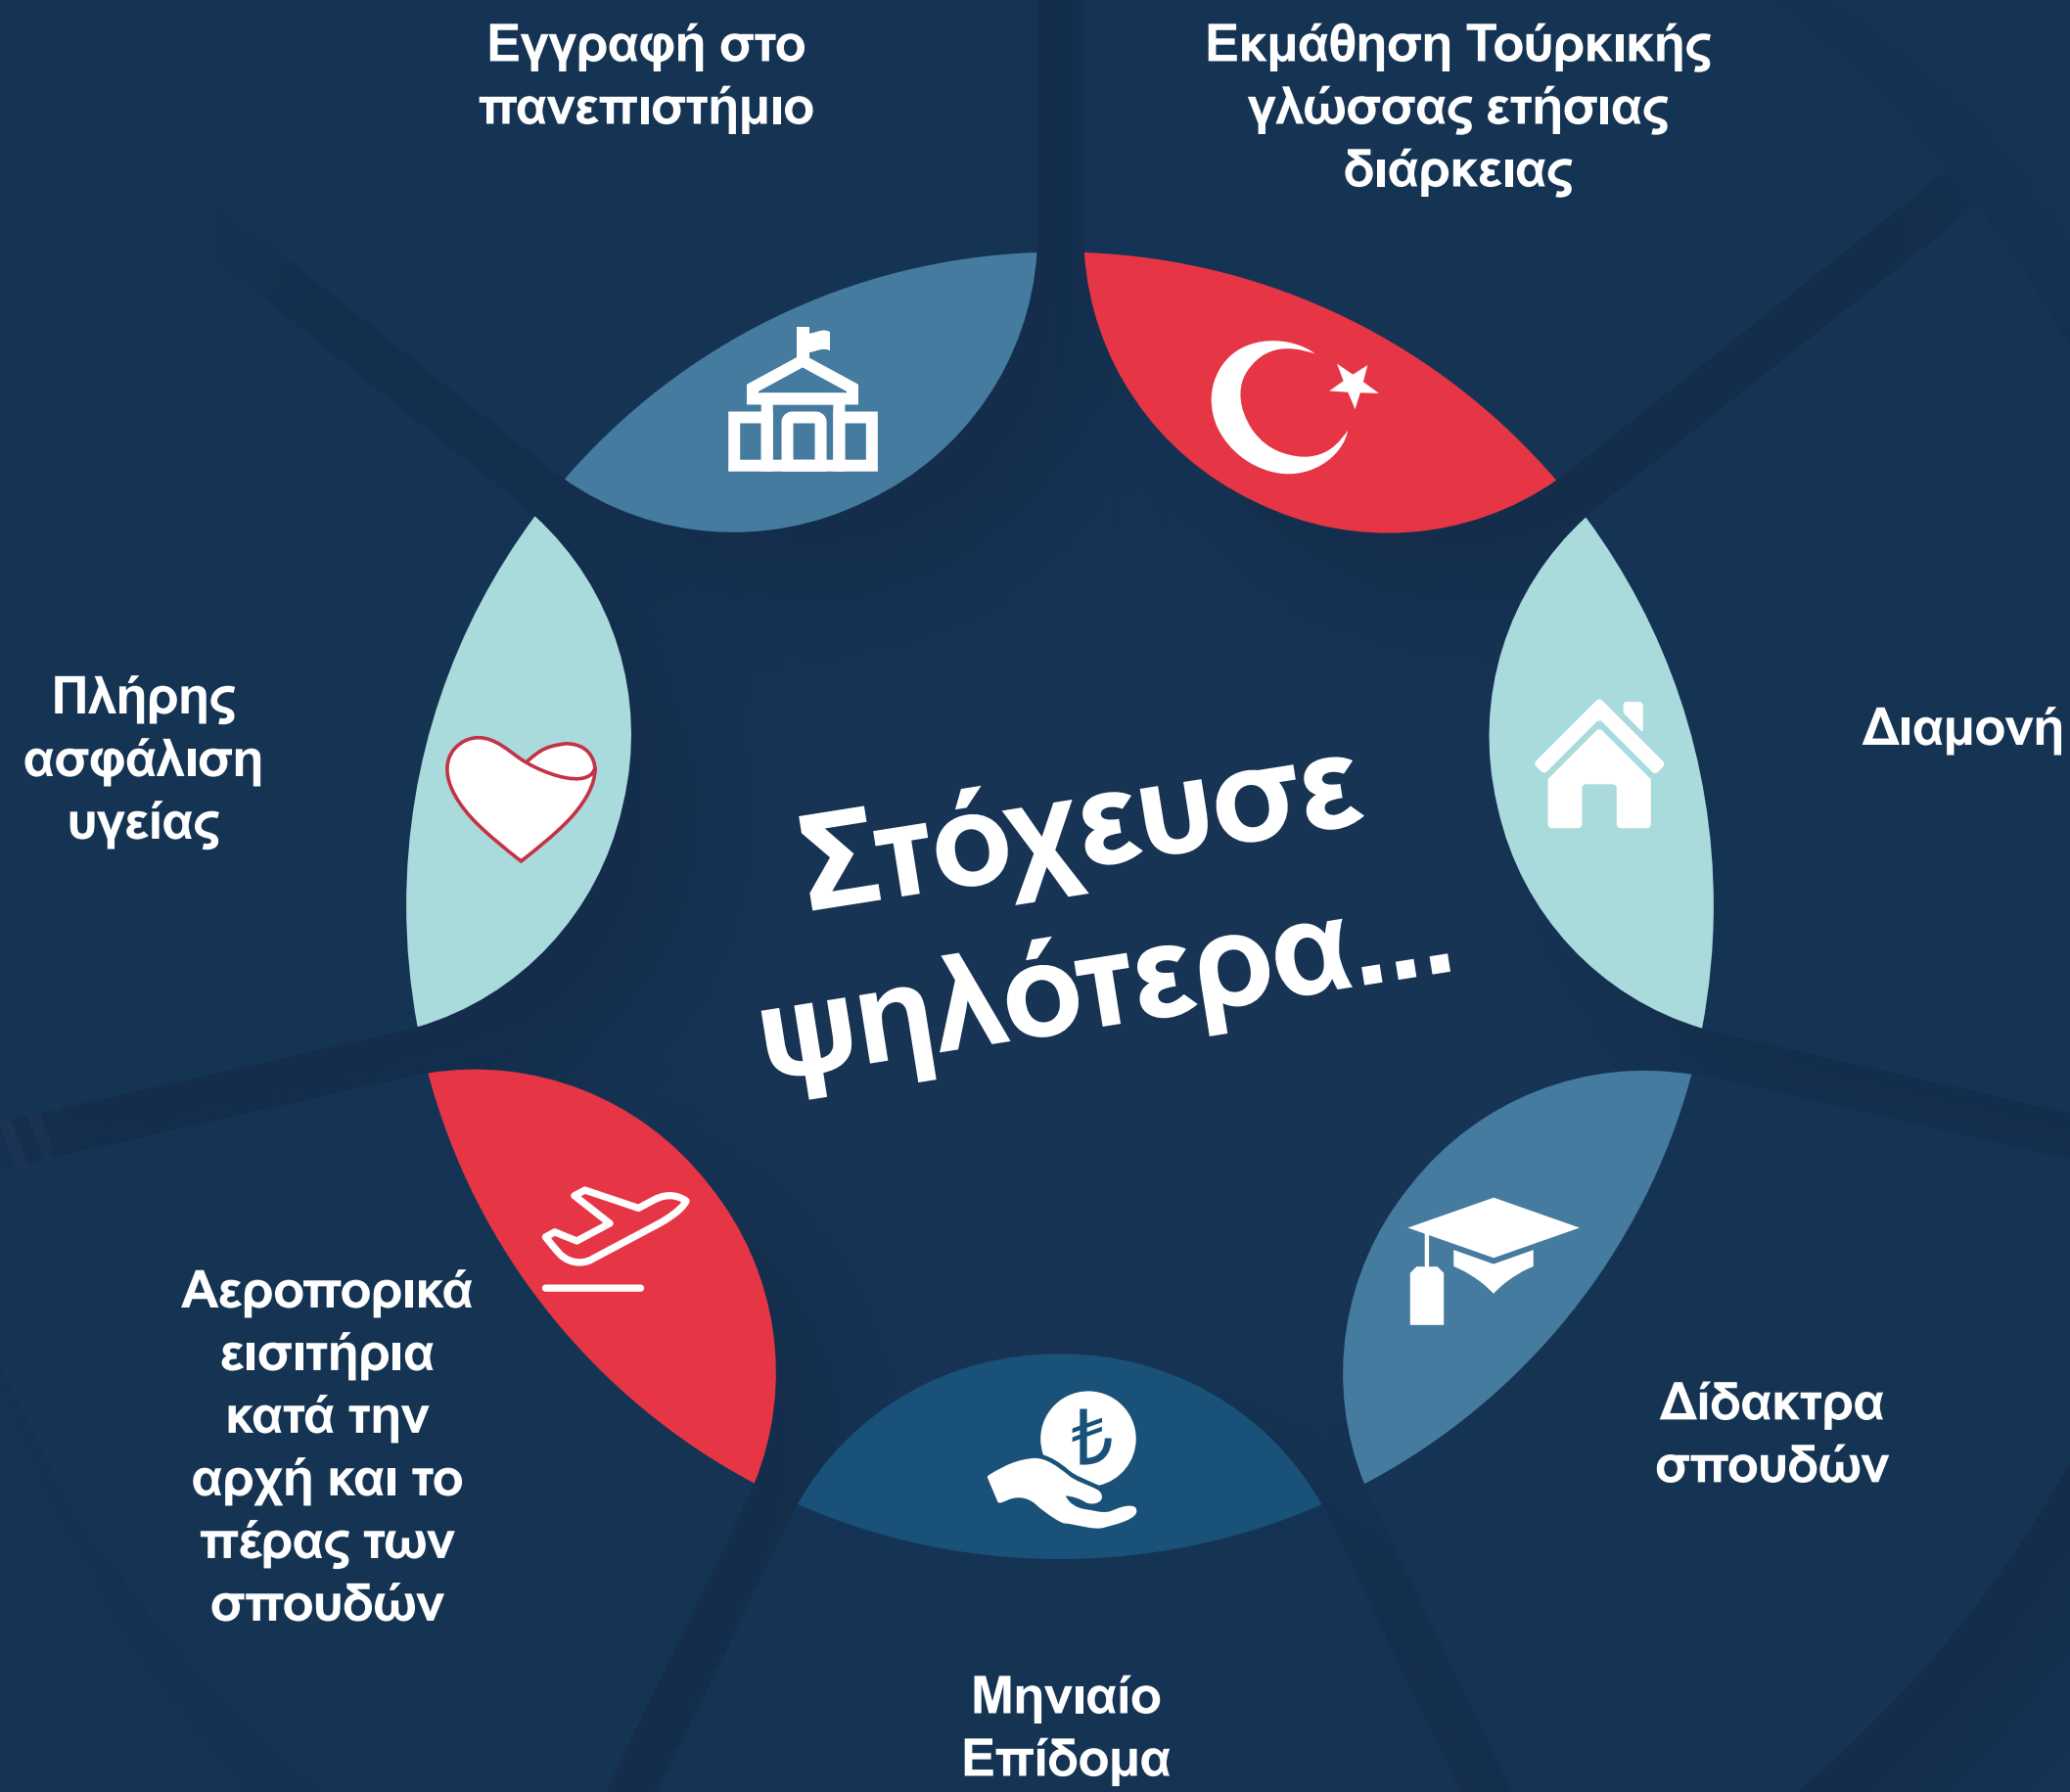 Εγγραφή στο
πανεπιστήμιο
Εκμάθηση Τούρκικής
γλώσσας ετήσιας
διάρκειας
Πλήρης
ασφάλιση
υγείας
Διαμονή
Στόχευσε
ψηλότερα...
Αεροπορικά
εισιτήρια
κατά την
αρχή και το
πέρας των
σπουδών
Δίδακτρα
σπουδών
Μηνιαίο
Επίδομα